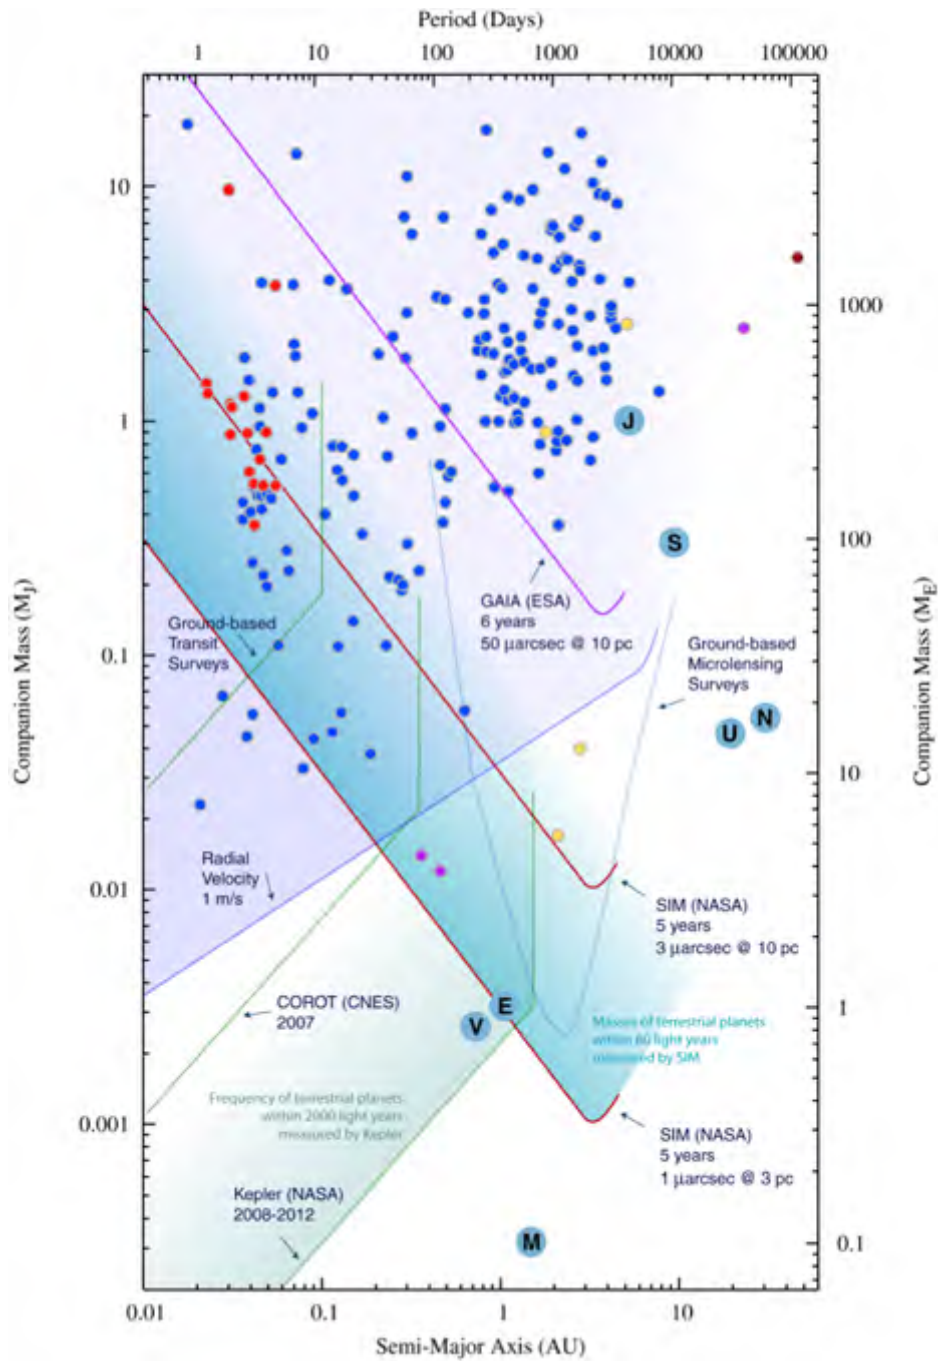 Period (Days)
1 10 100 1000 10000 100000
10
1
0.1
0.01
0.001
Companion Mass (MJ)
1000
100
10
1
0.1
Companion Mass (ME)
J
S
GAIA (ESA)
6 years
50 µarcsec @ 10 pc
Ground-based
Transit
Surveys
Ground-based
Microlensing
Surveys
N
U
Radial
Velocity
1 m/s
SIM (NASA)
5 years
3 µarcsec @ 10 pc
COROT (CNES)
2007
E
V
Masses of terrestrial planets
within 60 light years
measured by SIM
Frequency of terrestrial planets
within 2000 light years
measured by Kepler
SIM (NASA)
5 years
1 µarcsec @ 3 pc
Kepler (NASA)
2008-2012
M
0.01 0.1 1 10
Semi-Major Axis (AU)